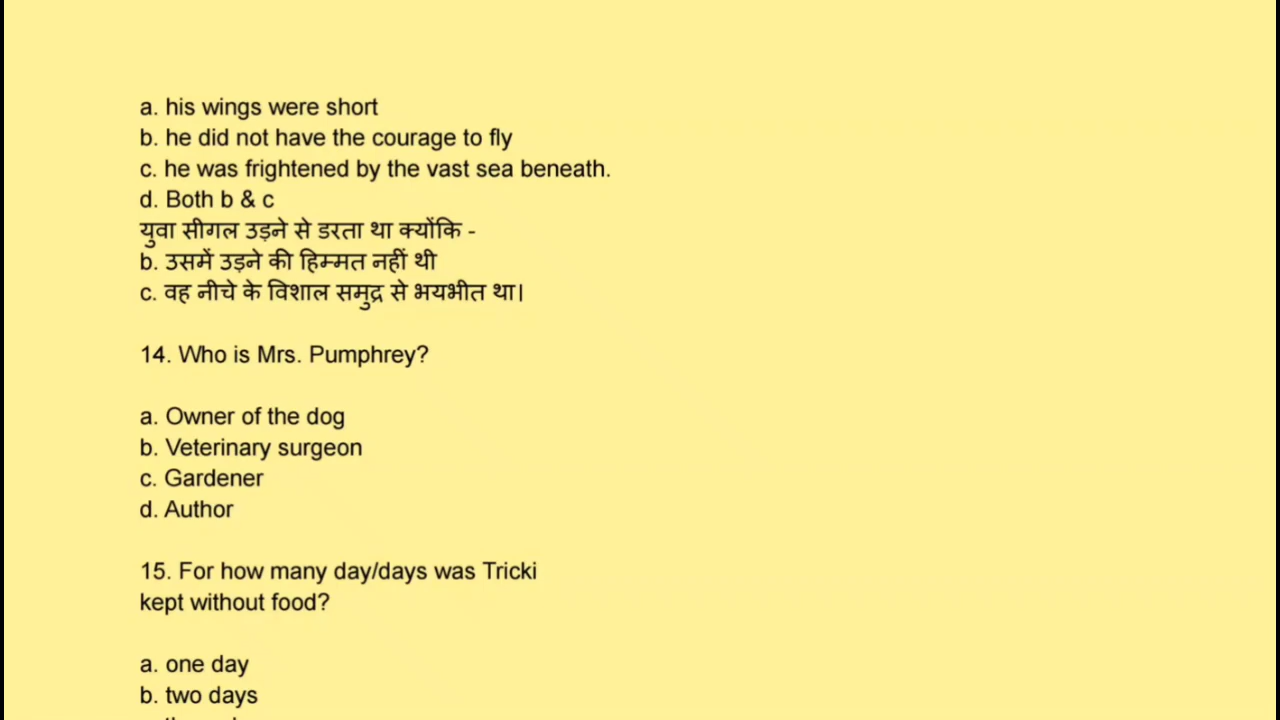 a. his wings were short
b. he did not have the courage to fly
c. he was frightened by the vast sea beneath.
d. Both b & c
युवा सीगल उड़ने से डरता था क्योंकि -
b. उसमें उड़ने की हिम्मत नहीं थी
c. वह नीचे के विशाल समुद्र से भयभीत था।
14. Who is Mrs. Pumphrey?
a. Owner of the dog
b. Veterinary surgeon
c. Gardener
d. Author
15. For how many day/days was Tricki
kept without food?
a. one day
b. two days